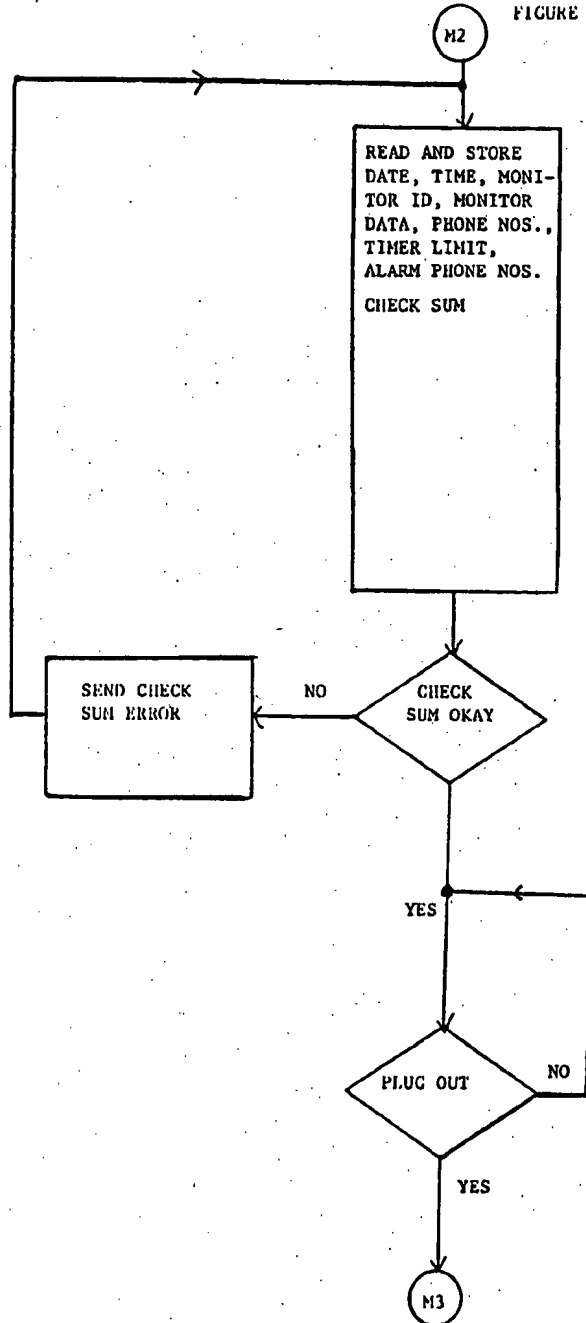 FIGURE
M2
READ AND STORE
DATE, TIME, MONI-
TOR ID, MONITOR
DATA, PHONE NOS.,
TIMER LIMIT,
ALARM PHONE NOS.
CHECK SUM
SEND CHECK
SUM ERROR
NO
CHECK
SUM OKAY
YES
PLUG OUT
NO
YES
M3